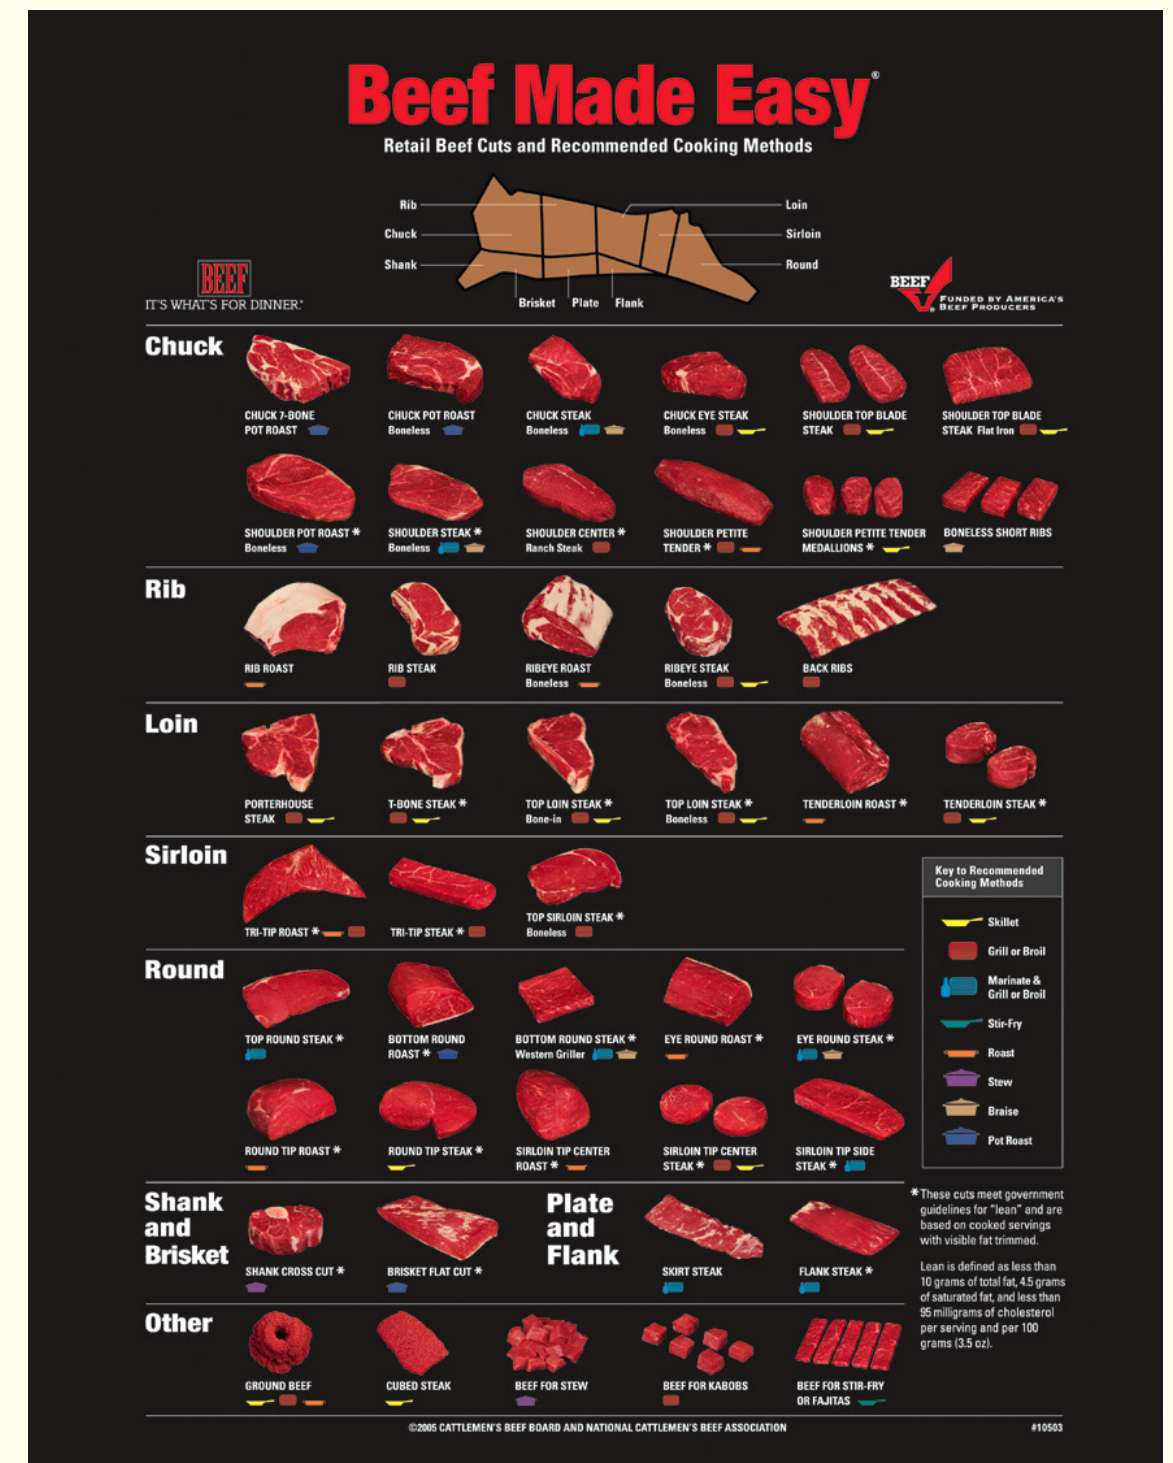 Beef Made Easy®
Retail Beef Cuts and Recommended Cooking Methods
Rib
Chuck
Shank
Brisket
Plate
Flank
Loin
Sirloin
Round
BEEF
IT'S WHAT'S FOR DINNER.®
BEEF
FUNDED BY AMERICA'S
BEEF PRODUCERS
Chuck
CHUCK 7-BONE
POT ROAST
CHUCK POT ROAST
Boneless
CHUCK STEAK
Boneless
CHUCK EYE STEAK
Boneless
SHOULDER TOP BLADE
STEAK
SHOULDER TOP BLADE
STEAK Flat Iron
SHOULDER POT ROAST *
Boneless
SHOULDER STEAK *
Boneless
SHOULDER CENTER *
Ranch Steak
SHOULDER PETITE
TENDER *
SHOULDER PETITE TENDER
MEDALLIONS *
BONELESS SHORT RIBS
Rib
RIB ROAST
RIB STEAK
RIBEYE ROAST
Boneless
RIBEYE STEAK
Boneless
BACK RIBS
Loin
PORTERHOUSE
STEAK
T-BONE STEAK *
TOP LOIN STEAK *
Bone-in
TOP LOIN STEAK *
Boneless
TENDERLOIN ROAST *
TENDERLOIN STEAK *
Sirloin
TRI-TIP ROAST *
TRI-TIP STEAK *
TOP SIRLOIN STEAK *
Boneless
Key to Recommended
Cooking Methods
Skillet
Grill or Broil
Marinate &
Grill or Broil
Stir-Fry
Roast
Stew
Braise
Pot Roast
Round
TOP ROUND STEAK *
BOTTOM ROUND
ROAST *
BOTTOM ROUND STEAK *
Western Griller
EYE ROUND ROAST *
EYE ROUND STEAK *
ROUND TIP ROAST *
ROUND TIP STEAK *
SIRLOIN TIP CENTER
ROAST *
SIRLOIN TIP CENTER
STEAK *
SIRLOIN TIP SIDE
STEAK *
Shank
and
Brisket
SHANK CROSS CUT *
BRISKET FLAT CUT *
Plate
and
Flank
SKIRT STEAK
FLANK STEAK *
* These cuts meet government
guidelines for "lean" and are
based on cooked servings
with visible fat trimmed.
Lean is defined as less than
10 grams of total fat, 4.5 grams
of saturated fat, and less than
95 milligrams of cholesterol
per serving and per 100
grams (3.5 oz).
Other
GROUND BEEF
CUBED STEAK
BEEF FOR STEW
BEEF FOR KABOBS
BEEF FOR STIR-FRY
OR FAJITAS
©2005 CATTLEMEN'S BEEF BOARD AND NATIONAL CATTLEMEN'S BEEF ASSOCIATION
#10503